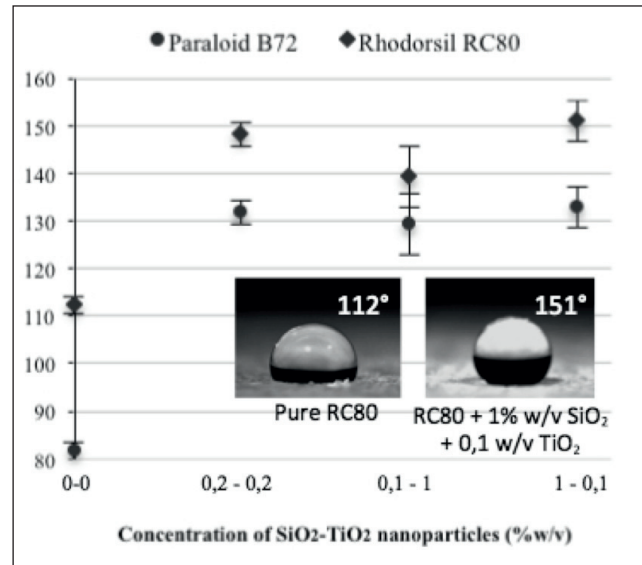 Paraloid B72 Rhodorsil RC80
160
150
140
130
120
110
100
90
80
112°
151°
Pure RC80
RC80 + 1% w/v SiO₂
+ 0,1 w/v TiO₂
0-0 0,2 - 0,2 0,1 - 1 1 - 0,1
Concentration of SiO2-TiO2 nanoparticles (%w/v)